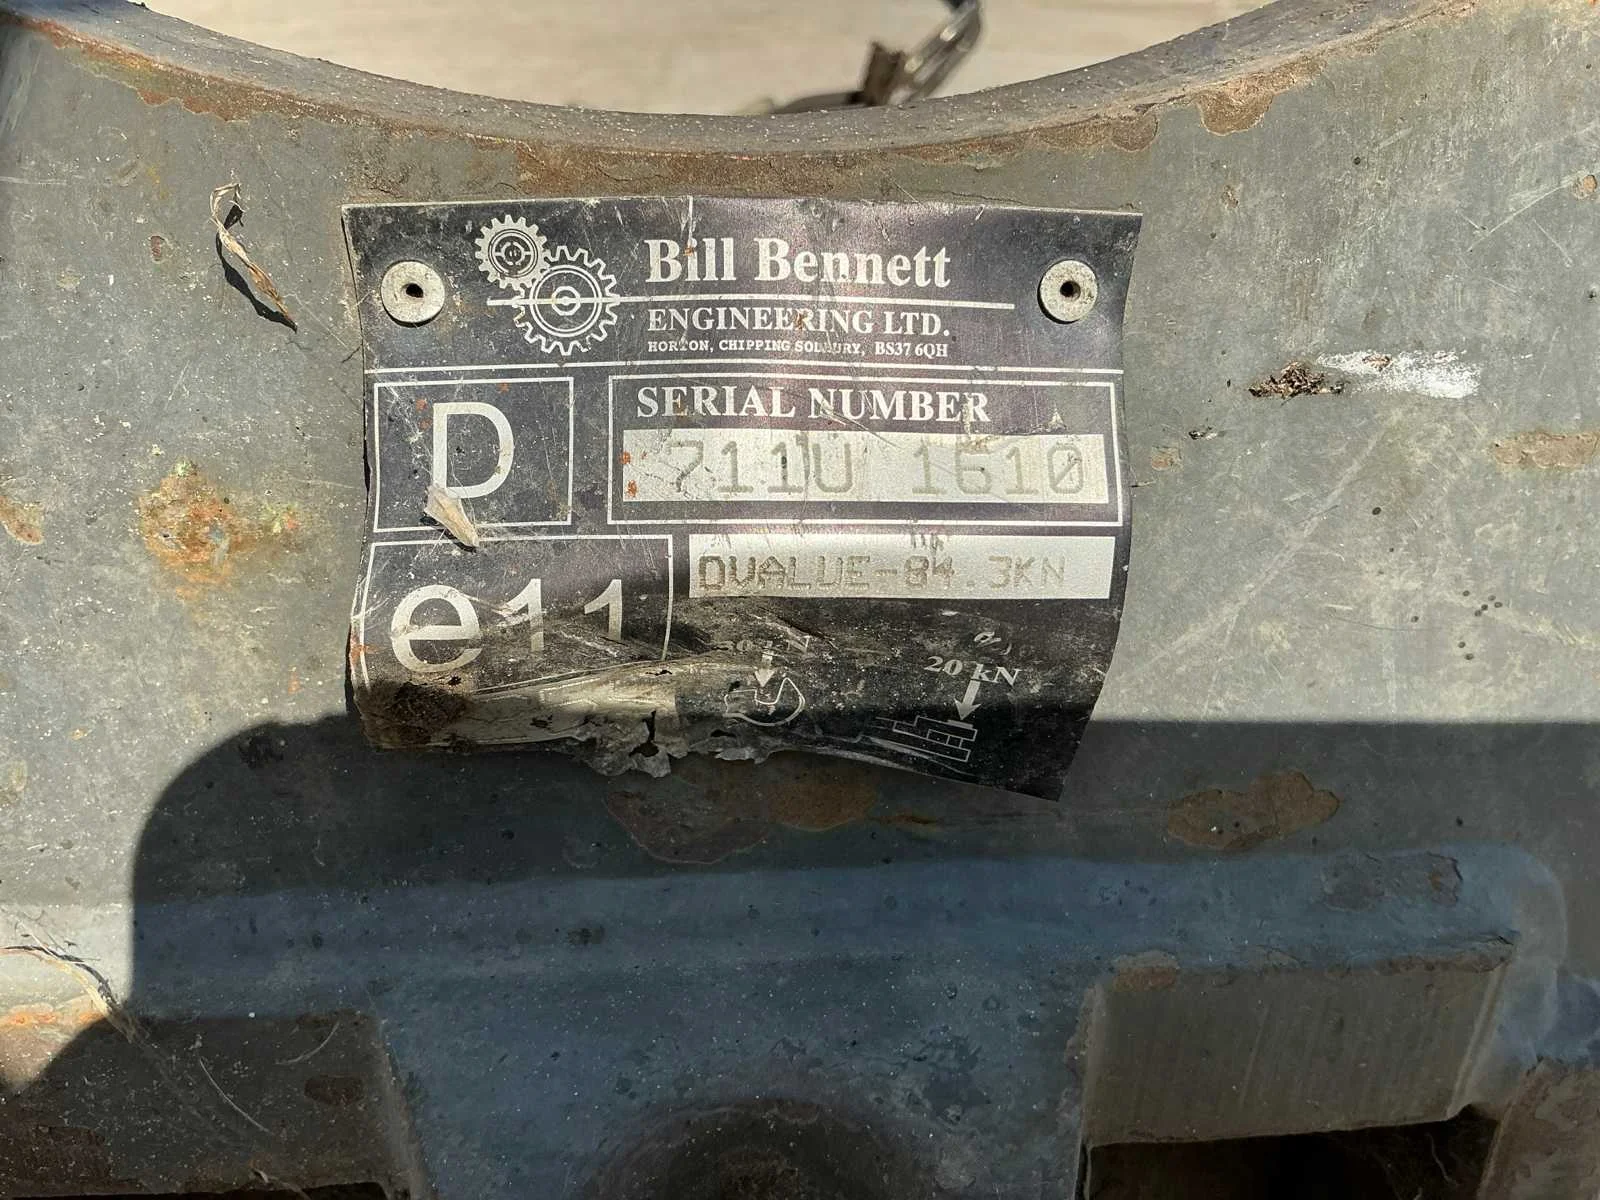 Bill Bennett
ENGINEERING LTD.
HORTON, CHIPPING SODBURY, BS37 6QH
D
SERIAL NUMBER
711U 1610
e11
DVALUE-84.3KN
20 kN